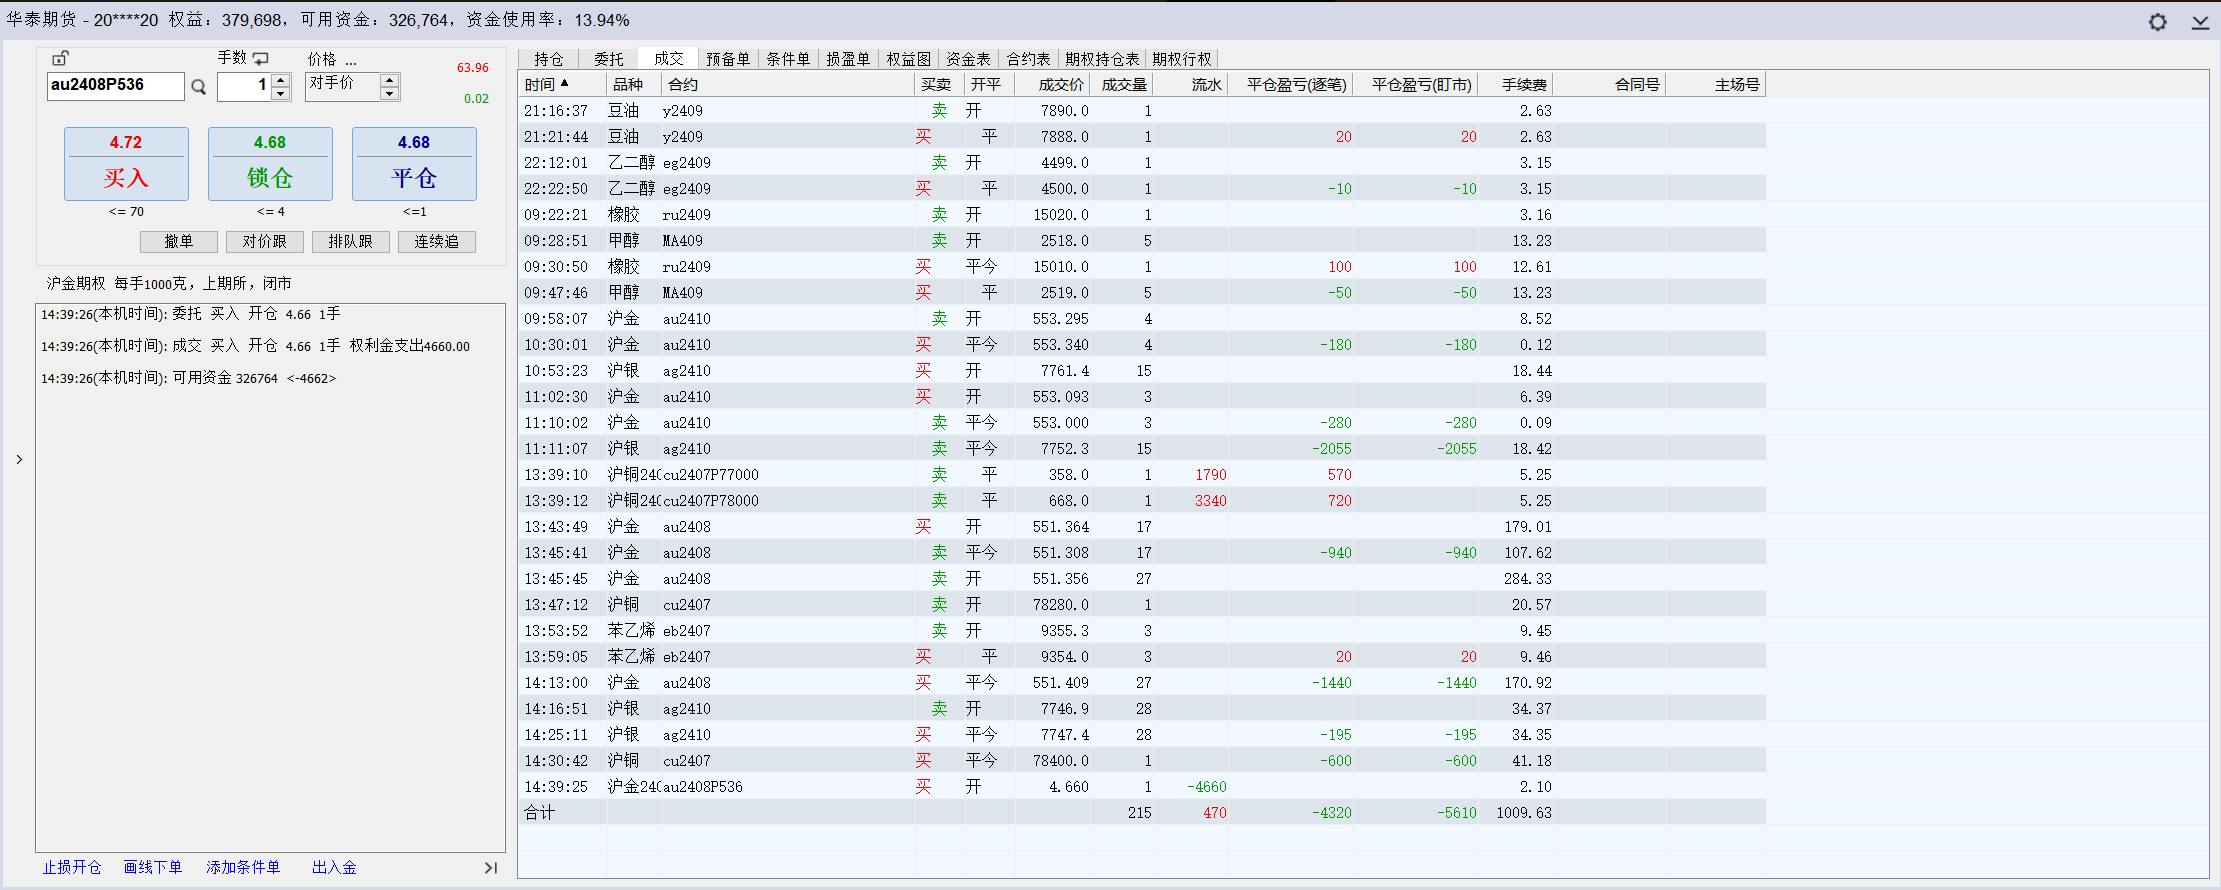 华泰期货 - 20****20 权益：379,698，可用资金：326,764，资金使用率：13.94%
手数 价格 ...
au2408P536 1 对手价 63.96
0.02
4.72 买入 <= 70
4.68 锁仓 <= 4
4.68 平仓 <=1
撤单 对价跟 排队跟 连续追
沪金期权 每手1000克，上期所，闭市
14:39:26(本机时间): 委托 买入 开仓 4.66 1手
14:39:26(本机时间): 成交 买入 开仓 4.66 1手 权利金支出4660.00
14:39:26(本机时间): 可用资金 326764 <-4662>
止损开仓 画线下单 添加条件单 出入金
持仓 委托 成交 预备单 条件单 损盈单 权益图 资金表 合约表 期权持仓表 期权行权
时间 品种 合约 买卖 开平 成交价 成交量 流水 平仓盈亏(逐笔) 平仓盈亏(盯市) 手续费 合同号 主场号
21:16:37 豆油 y2409 卖 开 7890.0 1 2.63
21:21:44 豆油 y2409 买 平 7888.0 1 20 20 2.63
22:12:01 乙二醇 eg2409 卖 开 4499.0 1 3.15
22:22:50 乙二醇 eg2409 买 平 4500.0 1 -10 -10 3.15
09:22:21 橡胶 ru2409 卖 开 15020.0 1 3.16
09:28:51 甲醇 MA409 卖 开 2518.0 5 13.23
09:30:50 橡胶 ru2409 买 平今 15010.0 1 100 100 12.61
09:47:46 甲醇 MA409 买 平 2519.0 5 -50 -50 13.23
09:58:07 沪金 au2410 卖 开 553.295 4 8.52
10:30:01 沪金 au2410 买 平今 553.340 4 -180 -180 0.12
10:53:23 沪银 ag2410 买 开 7761.4 15 18.44
11:02:30 沪金 au2410 买 开 553.093 3 6.39
11:10:02 沪金 au2410 卖 平今 553.000 3 -280 -280 0.09
11:11:07 沪银 ag2410 卖 平今 7752.3 15 -2055 -2055 18.42
13:39:10 沪铜240 cu2407P77000 卖 平 358.0 1 1790 570 5.25
13:39:12 沪铜240 cu2407P78000 卖 平 668.0 1 3340 720 5.25
13:43:49 沪金 au2408 买 开 551.364 17 179.01
13:45:41 沪金 au2408 卖 平今 551.308 17 -940 -940 107.62
13:45:45 沪金 au2408 卖 开 551.356 27 284.33
13:47:12 沪铜 cu2407 卖 开 78280.0 1 20.57
13:53:52 苯乙烯 eb2407 卖 开 9355.3 3 9.45
13:59:05 苯乙烯 eb2407 买 平 9354.0 3 20 20 9.46
14:13:00 沪金 au2408 买 平今 551.409 27 -1440 -1440 170.92
14:16:51 沪银 ag2410 卖 开 7746.9 28 34.37
14:25:11 沪银 ag2410 买 平今 7747.4 28 -195 -195 34.35
14:30:42 沪铜 cu2407 买 平今 78400.0 1 -600 -600 41.18
14:39:25 沪金240 au2408P536 买 开 4.660 1 -4660 2.10
合计 215 470 -4320 -5610 1009.63